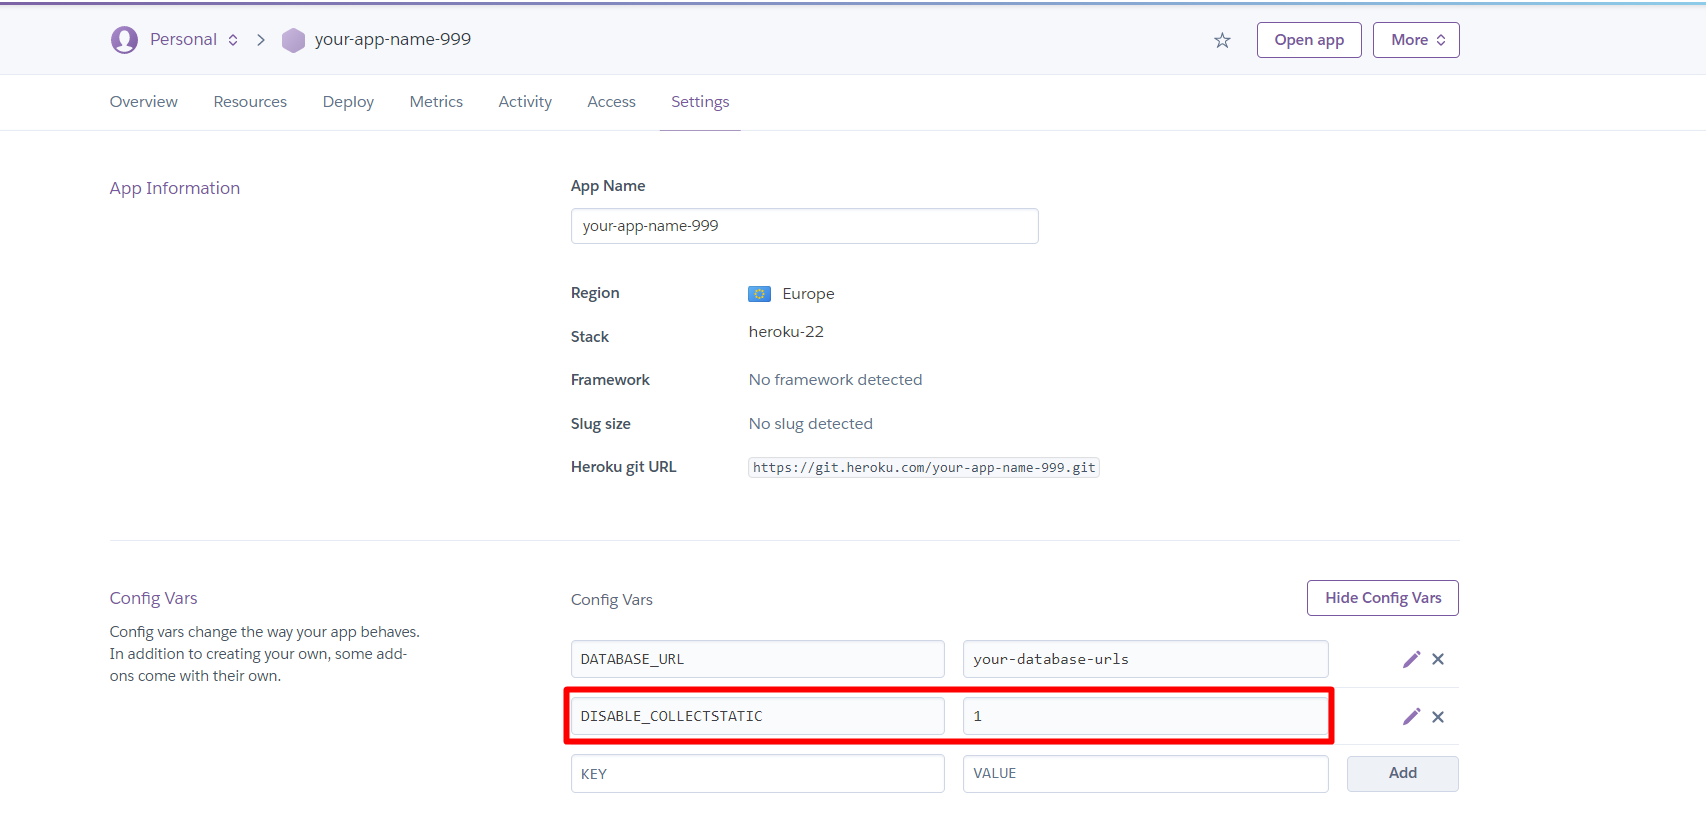 Personal
your-app-name-999
Open app
More
Overview
Resources
Deploy
Metrics
Activity
Access
Settings
App Information
App Name
your-app-name-999
Region
Europe
Stack
heroku-22
Framework
No framework detected
Slug size
No slug detected
Heroku git URL
https://git.heroku.com/your-app-name-999.git
Config Vars
Config vars change the way your app behaves.
In addition to creating your own, some add-
ons come with their own.
Config Vars
Hide Config Vars
DATABASE_URL
your-database-urls
DISABLE_COLLECTSTATIC
1
KEY
VALUE
Add